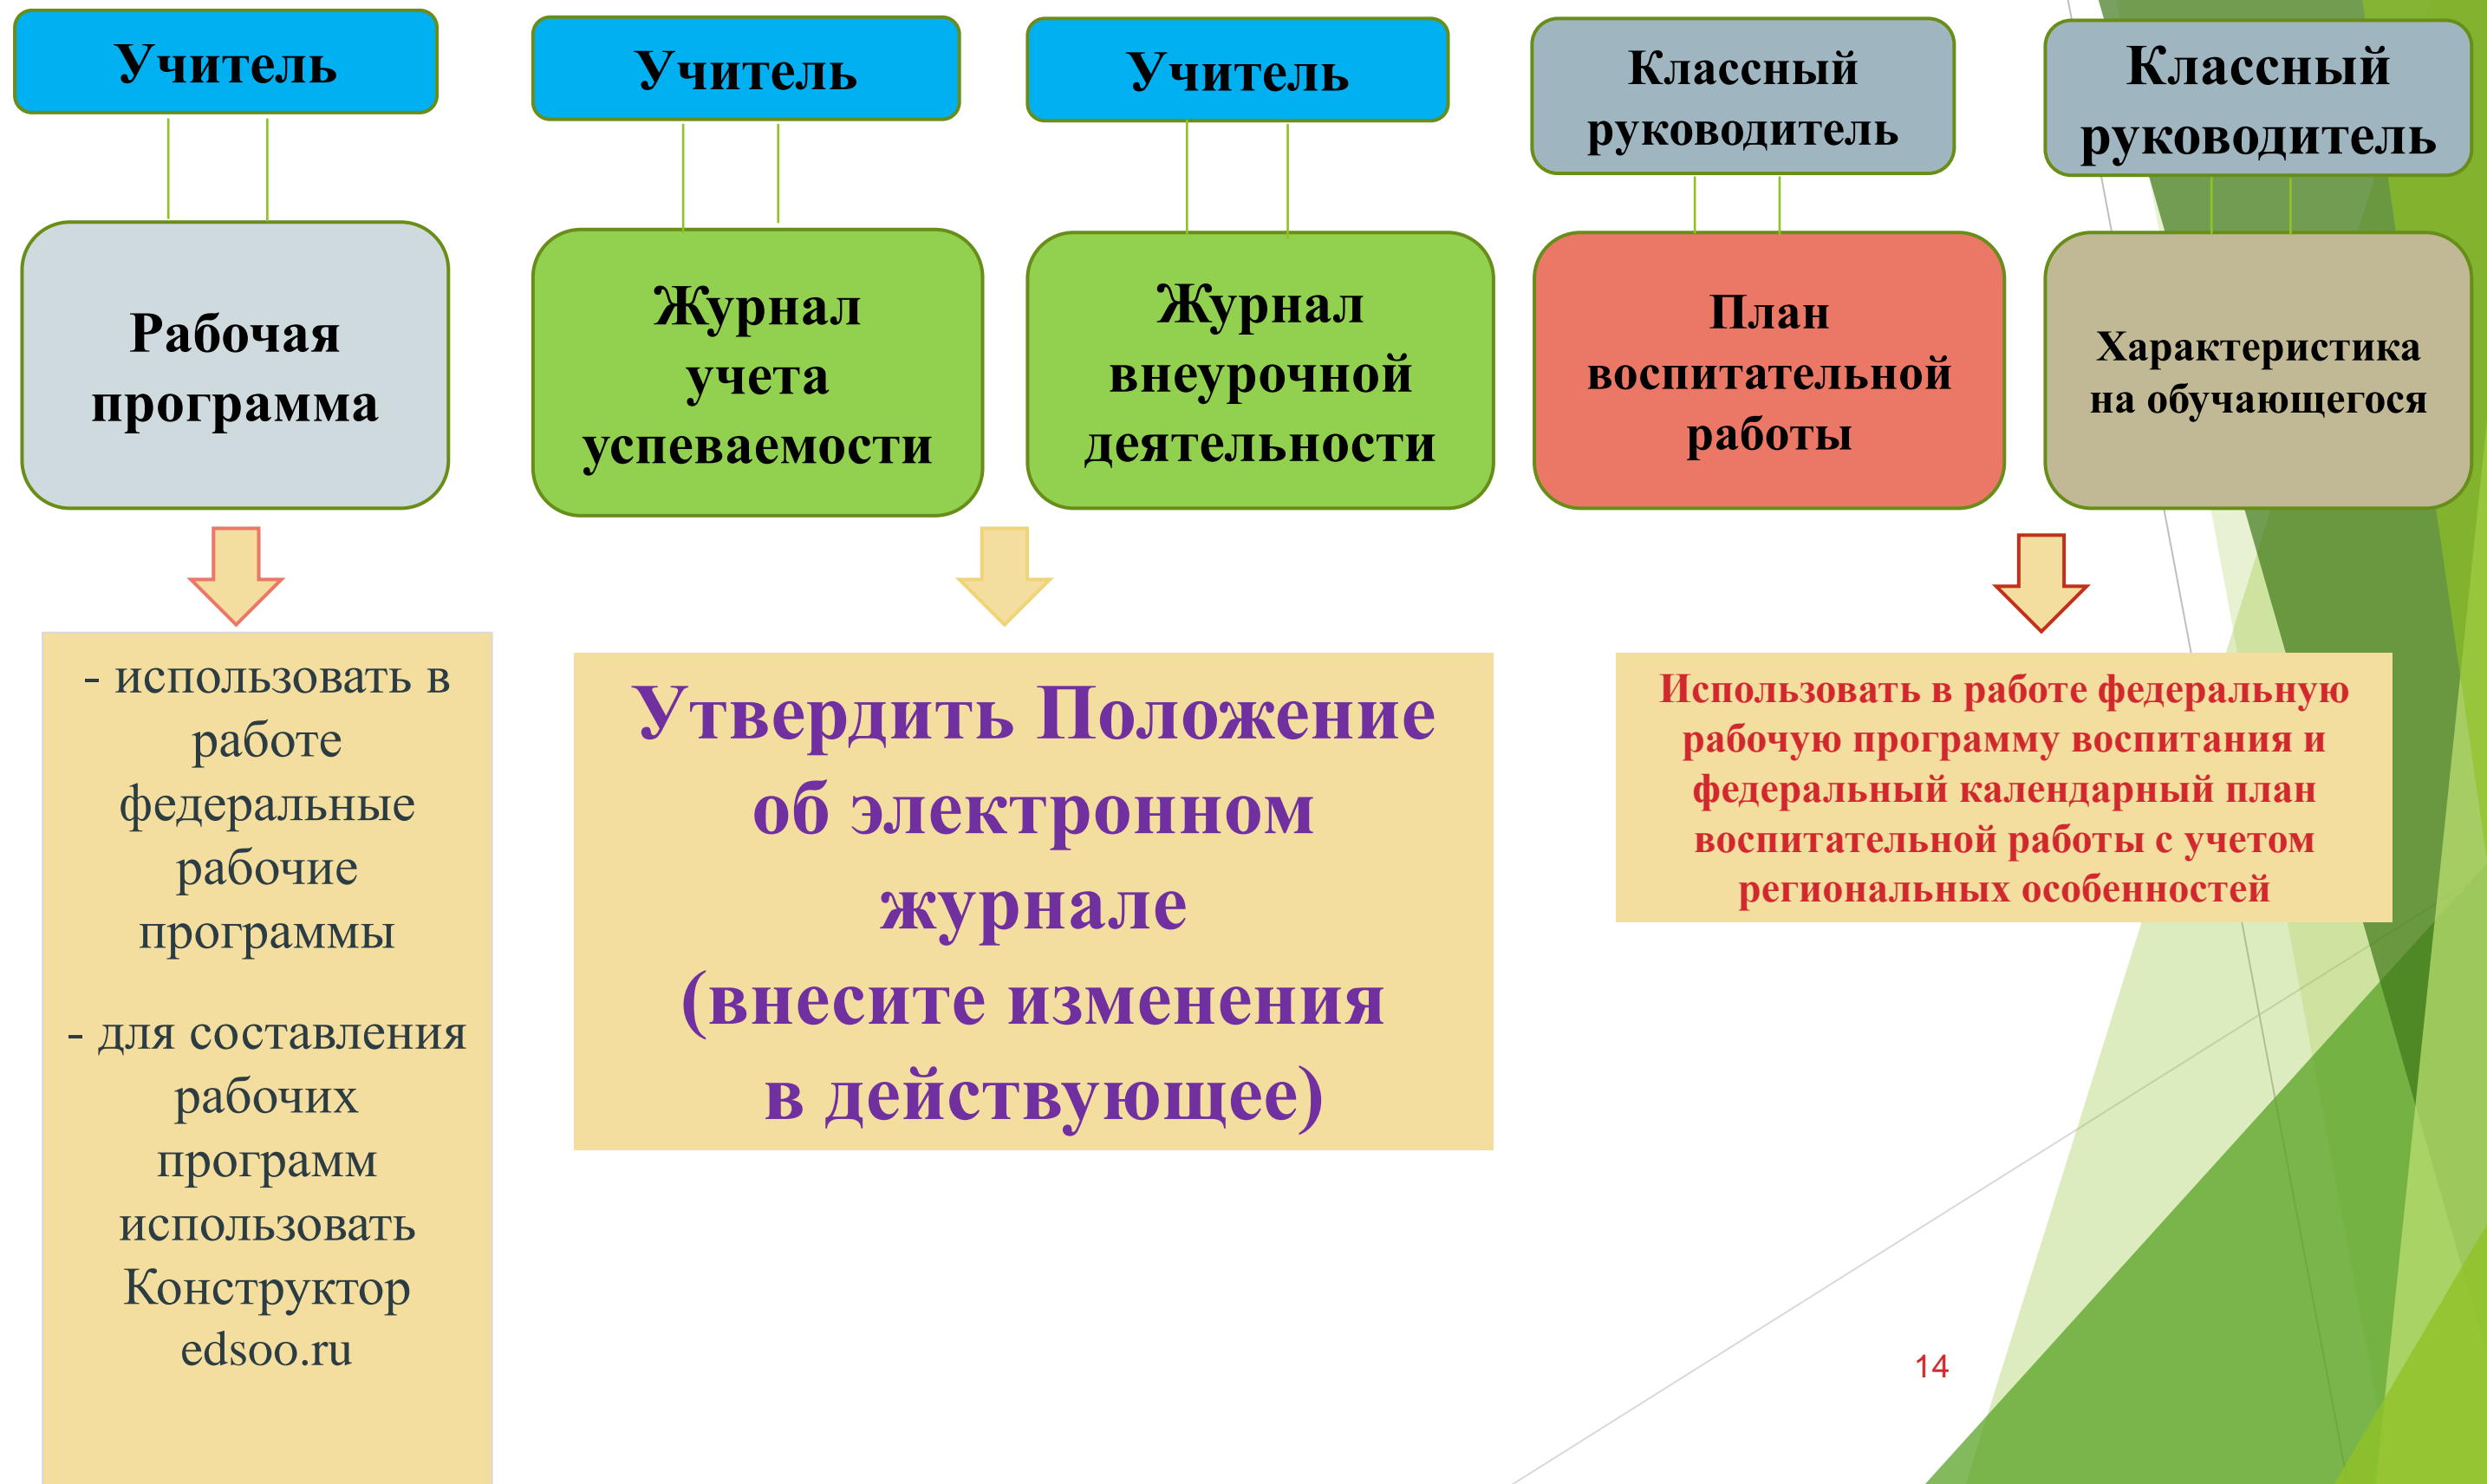 Учитель
Учитель
Учитель
Классный
руководитель
Классный
руководитель
Рабочая
программа
Журнал
учета
успеваемости
Журнал
внеурочной
деятельности
План
воспитательной
работы
Характеристика
на обучающегося
- использовать в
работе
федеральные
рабочие
программы
- для составления
рабочих
программ
использовать
Конструктор
edsoo.ru
Утвердить Положение
об электронном
журнале
(внесите изменения
в действующее)
Использовать в работе федеральную
рабочую программу воспитания и
федеральный календарный план
воспитательной работы с учетом
региональных особенностей
14